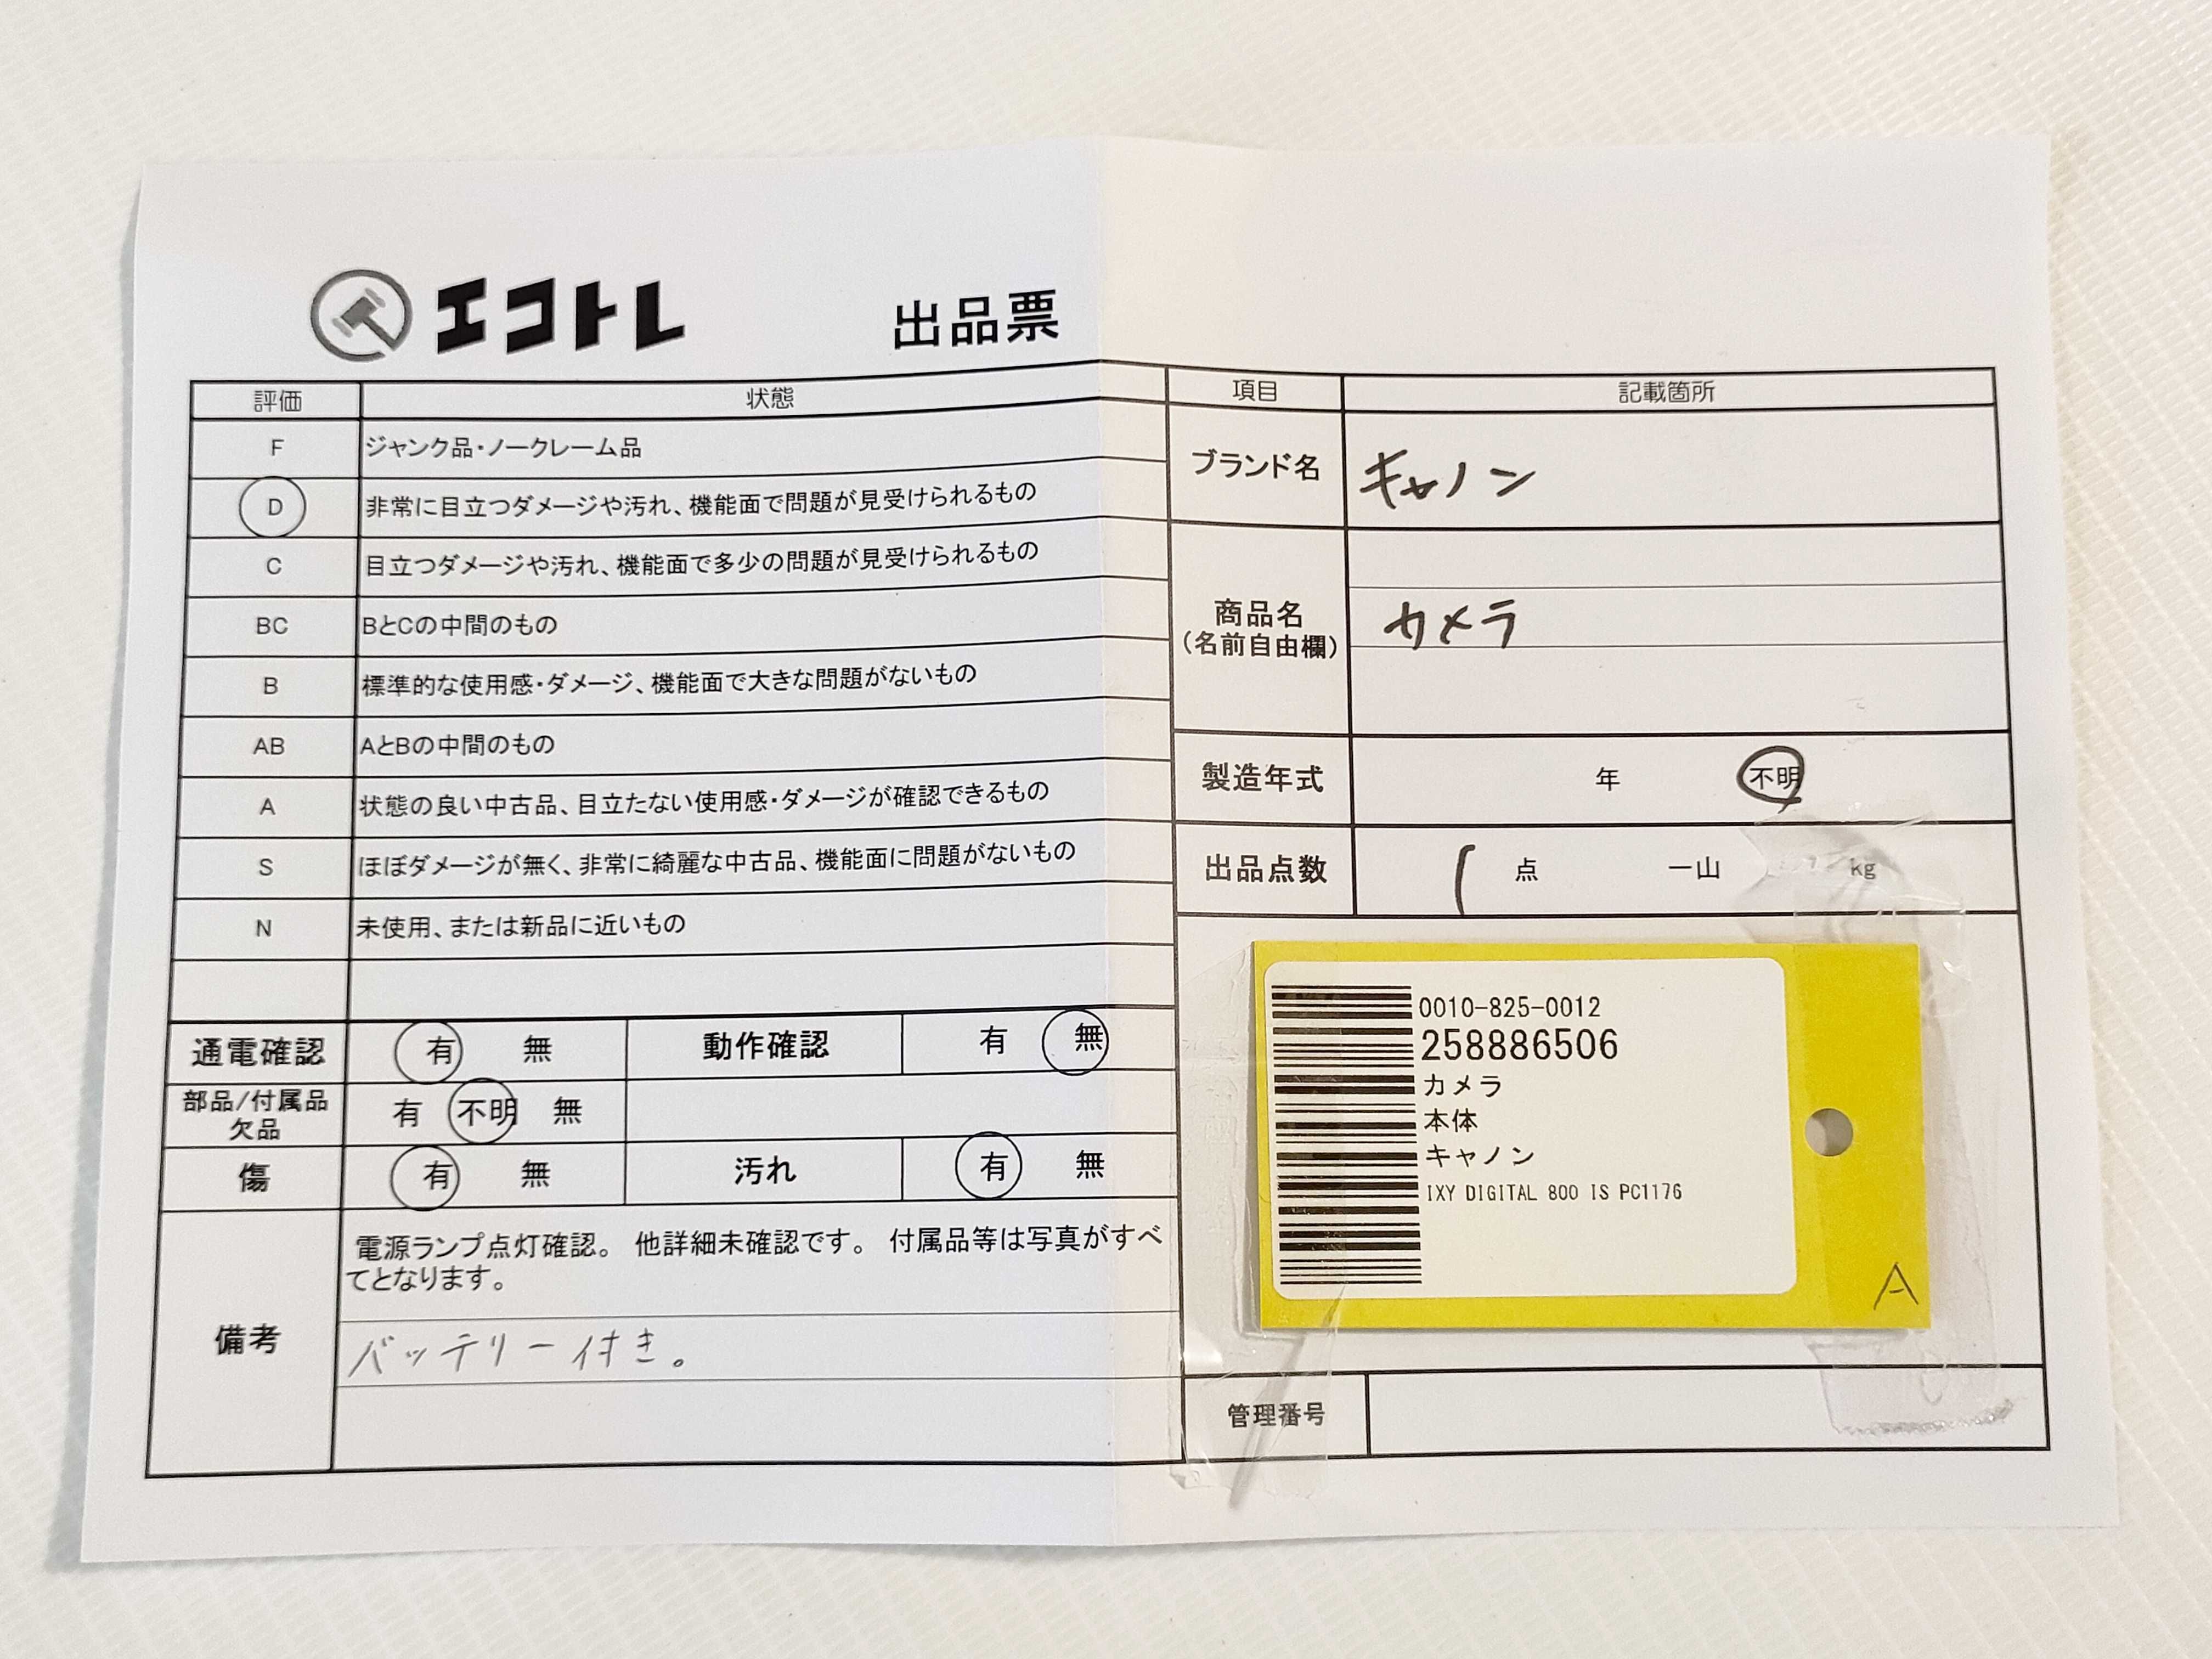 エコトレ
出品票
評価 状態
F ジャンク品・ノークレーム品
D 非常に目立つダメージや汚れ、機能面で問題が見受けられるもの
C 目立つダメージや汚れ、機能面で多少の問題が見受けられるもの
BC BとCの中間のもの
B 標準的な使用感・ダメージ、機能面で大きな問題がないもの
AB AとBの中間のもの
A 状態の良い中古品、目立たない使用感・ダメージが確認できるもの
S ほぼダメージが無く、非常に綺麗な中古品、機能面に問題がないもの
N 未使用、または新品に近いもの
通電確認 有 無 動作確認 有 無
部品/付属品
欠品 有 不明 無
傷 有 無 汚れ 有 無
備考
電源ランプ点灯確認。 他詳細未確認です。 付属品等は写真がすべ
てとなります。
バッテリー付き。
項目 記載箇所
ブランド名 キャノン
商品名
(名前自由欄)
カメラ
製造年式 年 不明
出品点数 1 点 一山 kg
0010-825-0012
258886506
カメラ
本体
キャノン
IXY DIGITAL 800 IS PC1176
A
管理番号